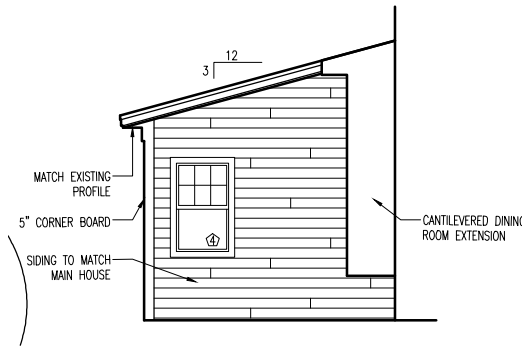 12
3
MATCH EXISTING
PROFILE
5" CORNER BOARD
4
CANTILEVERED DINING
ROOM EXTENSION
SIDING TO MATCH
MAIN HOUSE